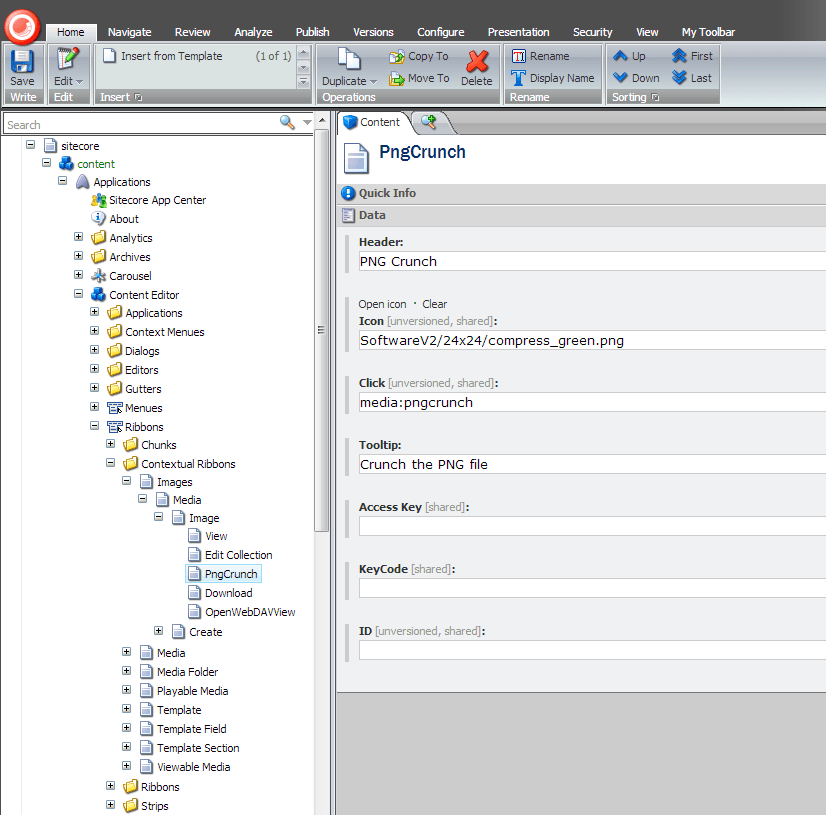 Home Navigate Review Analyze Publish Versions Configure Presentation Security View My Toolbar
Save
Write
Edit
Edit
Insert from Template (1 of 1)
Insert
Duplicate
Copy To
Move To
Delete
Operations
Rename
Display Name
Rename
Up
Down
First
Last
Sorting
Search
sitecore
content
Applications
Sitecore App Center
About
Analytics
Archives
Carousel
Content Editor
Applications
Context Menues
Dialogs
Editors
Gutters
Menues
Ribbons
Chunks
Contextual Ribbons
Images
Media
Image
View
Edit Collection
PngCrunch
Download
OpenWebDAVView
Create
Media
Media Folder
Playable Media
Template
Template Field
Template Section
Viewable Media
Ribbons
Strips
Content
PngCrunch
Quick Info
Data
Header:
PNG Crunch
Open icon · Clear
Icon [unversioned, shared]:
SoftwareV2/24x24/compress_green.png
Click [unversioned, shared]:
media:pngcrunch
Tooltip:
Crunch the PNG file
Access Key [shared]:
KeyCode [shared]:
ID [unversioned, shared]: